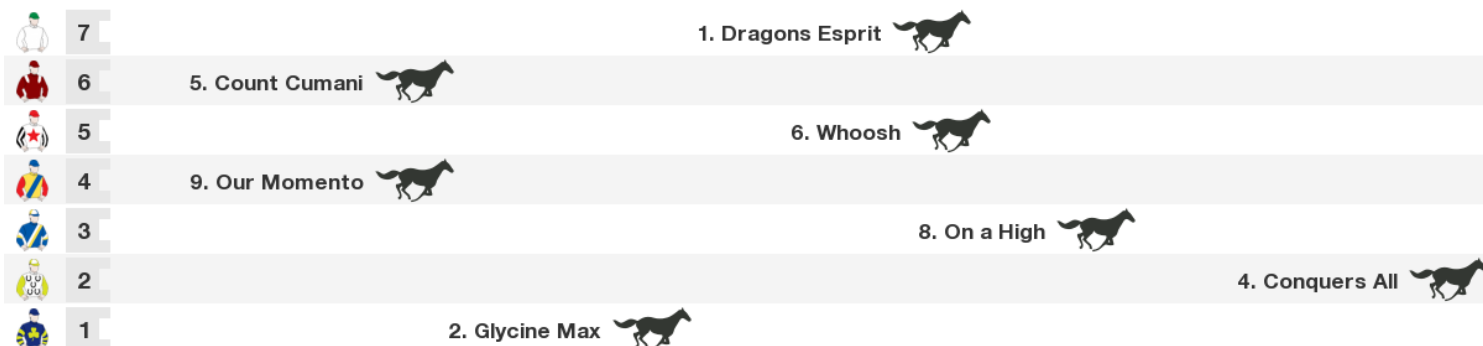 7 1. Dragons Esprit
6 5. Count Cumani
5 6. Whoosh
4 9. Our Momento
3 8. On a High
2 4. Conquers All
1 2. Glycine Max